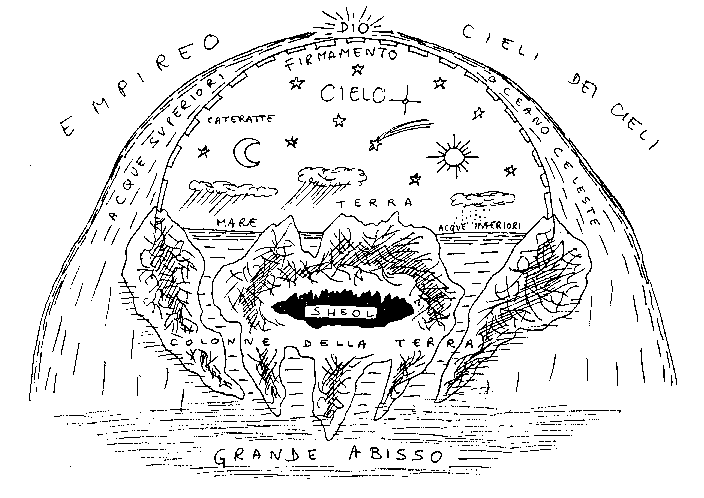 DIO
EMPIREO
CIELI DEI CIELI
FIRMAMENTO
ACQUE SUPERIORI
OCEANO CELESTE
CIELO
CATERATTE
TERRA
MARE
ACQUE INFERIORI
SHEOL
COLONNE DELLA TERRA
GRANDE ABISSO